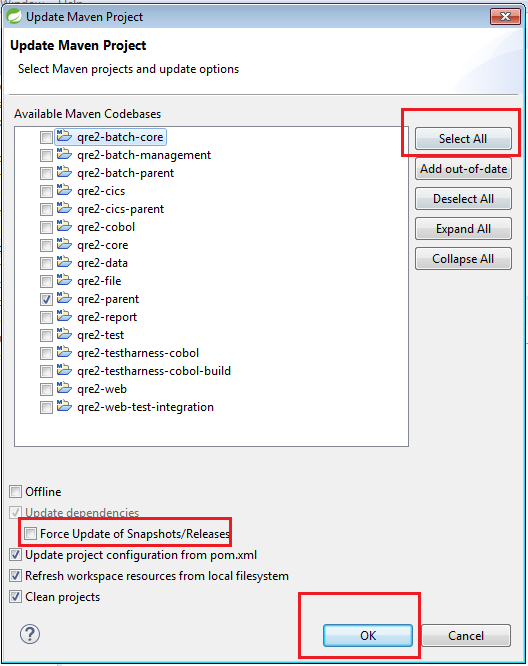 Update Maven Project
Update Maven Project
Select Maven projects and update options
Available Maven Codebases
qre2-batch-core
qre2-batch-management
qre2-batch-parent
qre2-cics
qre2-cics-parent
qre2-cobol
qre2-core
qre2-data
qre2-file
qre2-parent
qre2-report
qre2-test
qre2-testharness-cobol
qre2-testharness-cobol-build
qre2-web
qre2-web-test-integration
Select All
Add out-of-date
Deselect All
Expand All
Collapse All
Offline
Update dependencies
Force Update of Snapshots/Releases
Update project configuration from pom.xml
Refresh workspace resources from local filesystem
Clean projects
?
OK
Cancel